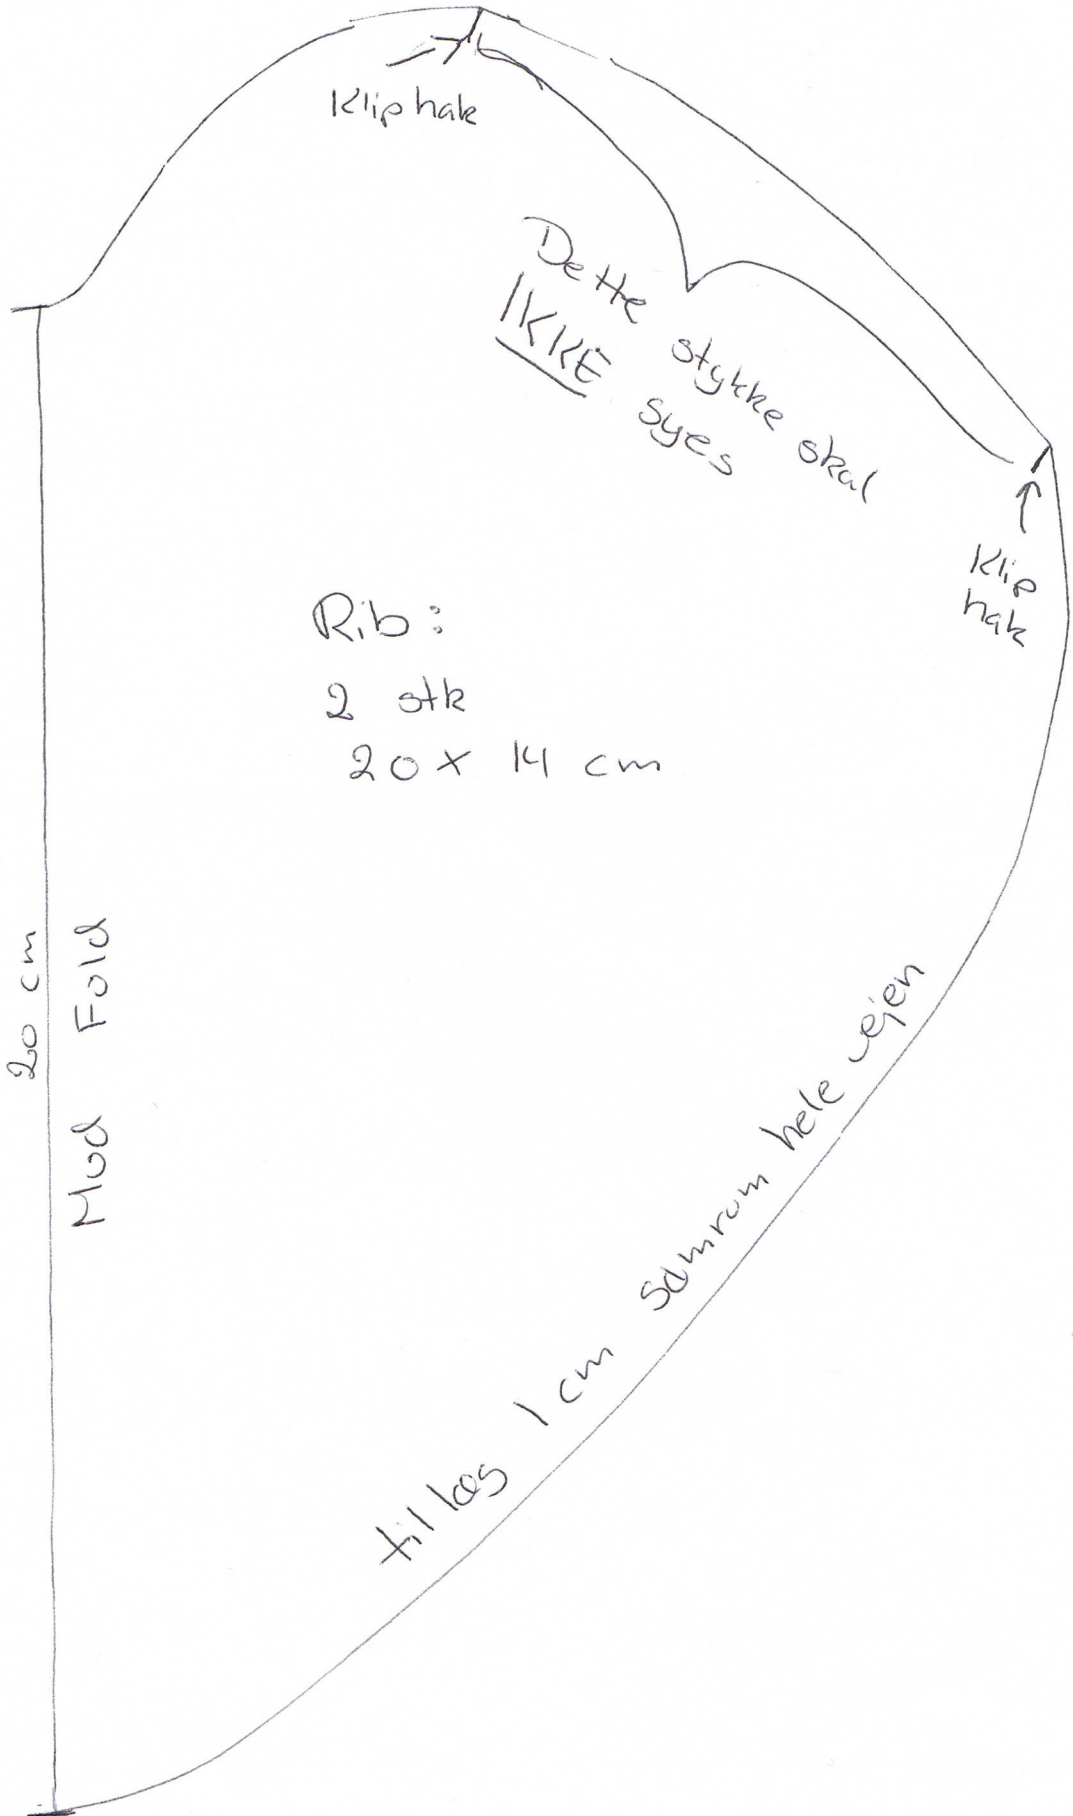 Klip hak
Dette stykke skal
IKKE syes
Klip
hak
Rib:
2 stk
20 x 14 cm
20 cm
Mod Fold
tillæg 1 cm sømrum hele vejen